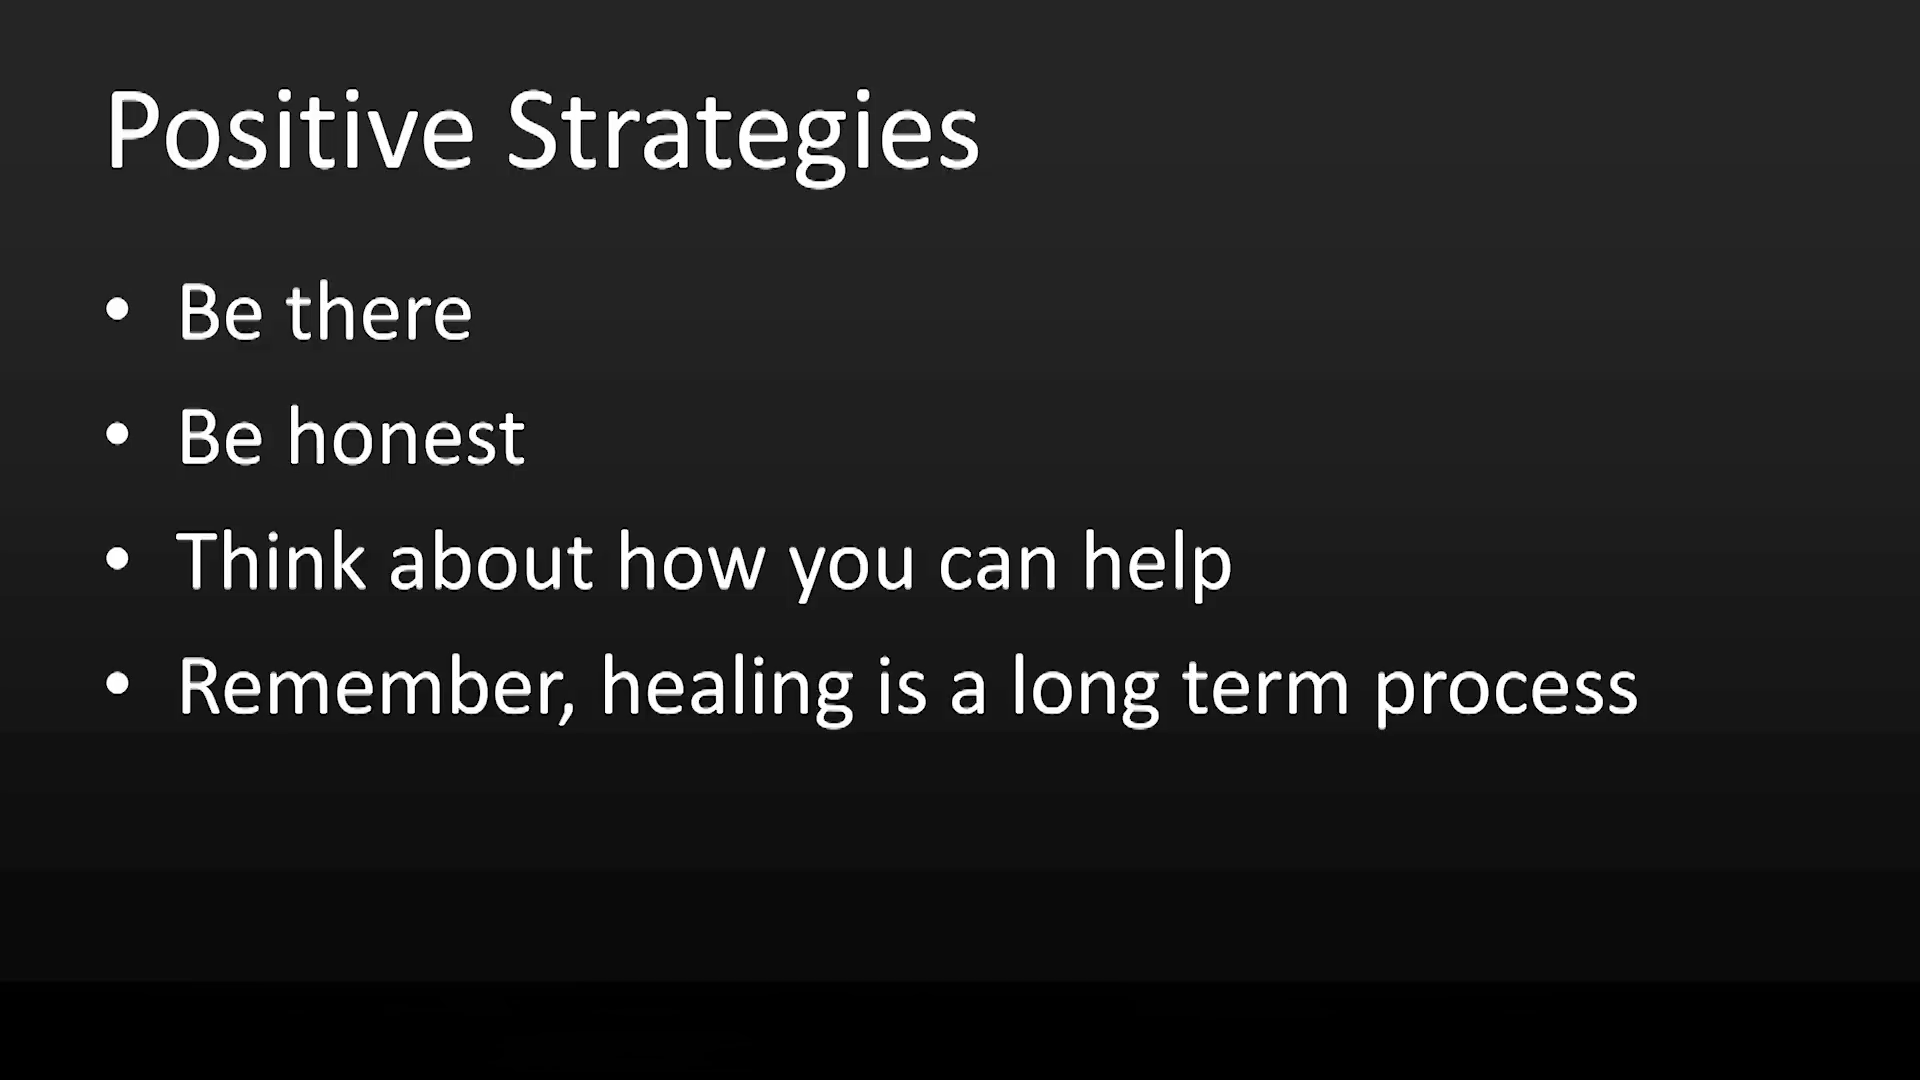 Positive Strategies
• Be there
• Be honest
• Think about how you can help
• Remember, healing is a long term process